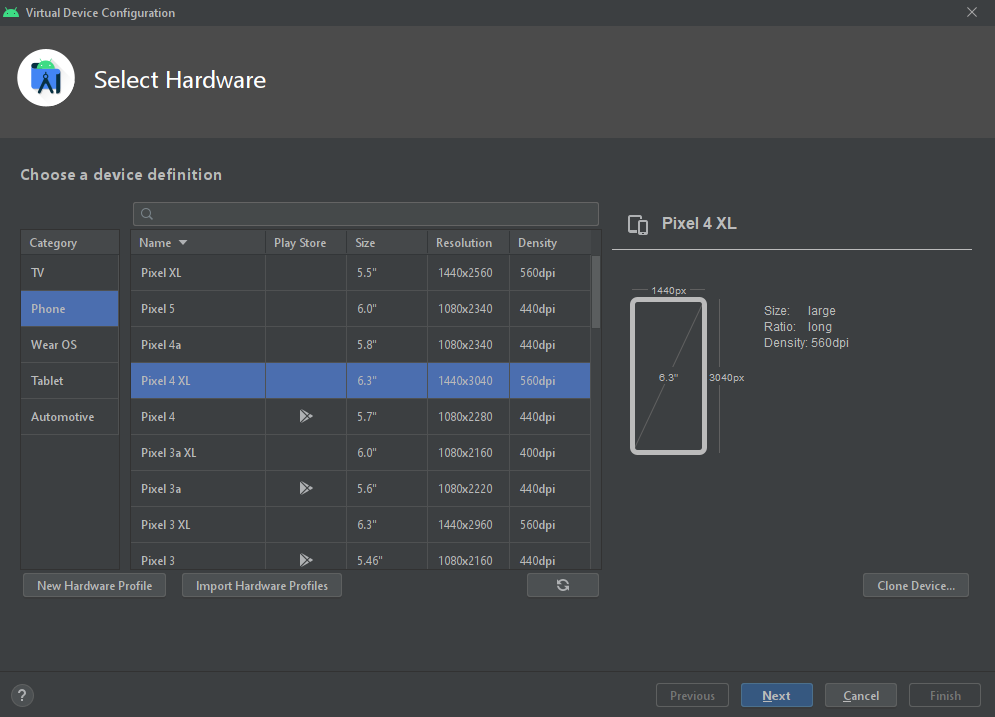 Virtual Device Configuration
Select Hardware
Choose a device definition
Category
TV
Phone
Wear OS
Tablet
Automotive
Name Play Store Size Resolution Density
Pixel XL 5.5" 1440x2560 560dpi
Pixel 5 6.0" 1080x2340 440dpi
Pixel 4a 5.8" 1080x2340 440dpi
Pixel 4 XL 6.3" 1440x3040 560dpi
Pixel 4 5.7" 1080x2280 440dpi
Pixel 3a XL 6.0" 1080x2160 400dpi
Pixel 3a 5.6" 1080x2220 440dpi
Pixel 3 XL 6.3" 1440x2960 560dpi
Pixel 3 5.46" 1080x2160 440dpi
New Hardware Profile Import Hardware Profiles
Pixel 4 XL
1440px
6.3"
3040px
Size: large
Ratio: long
Density: 560dpi
Clone Device...
? Previous Next Cancel Finish